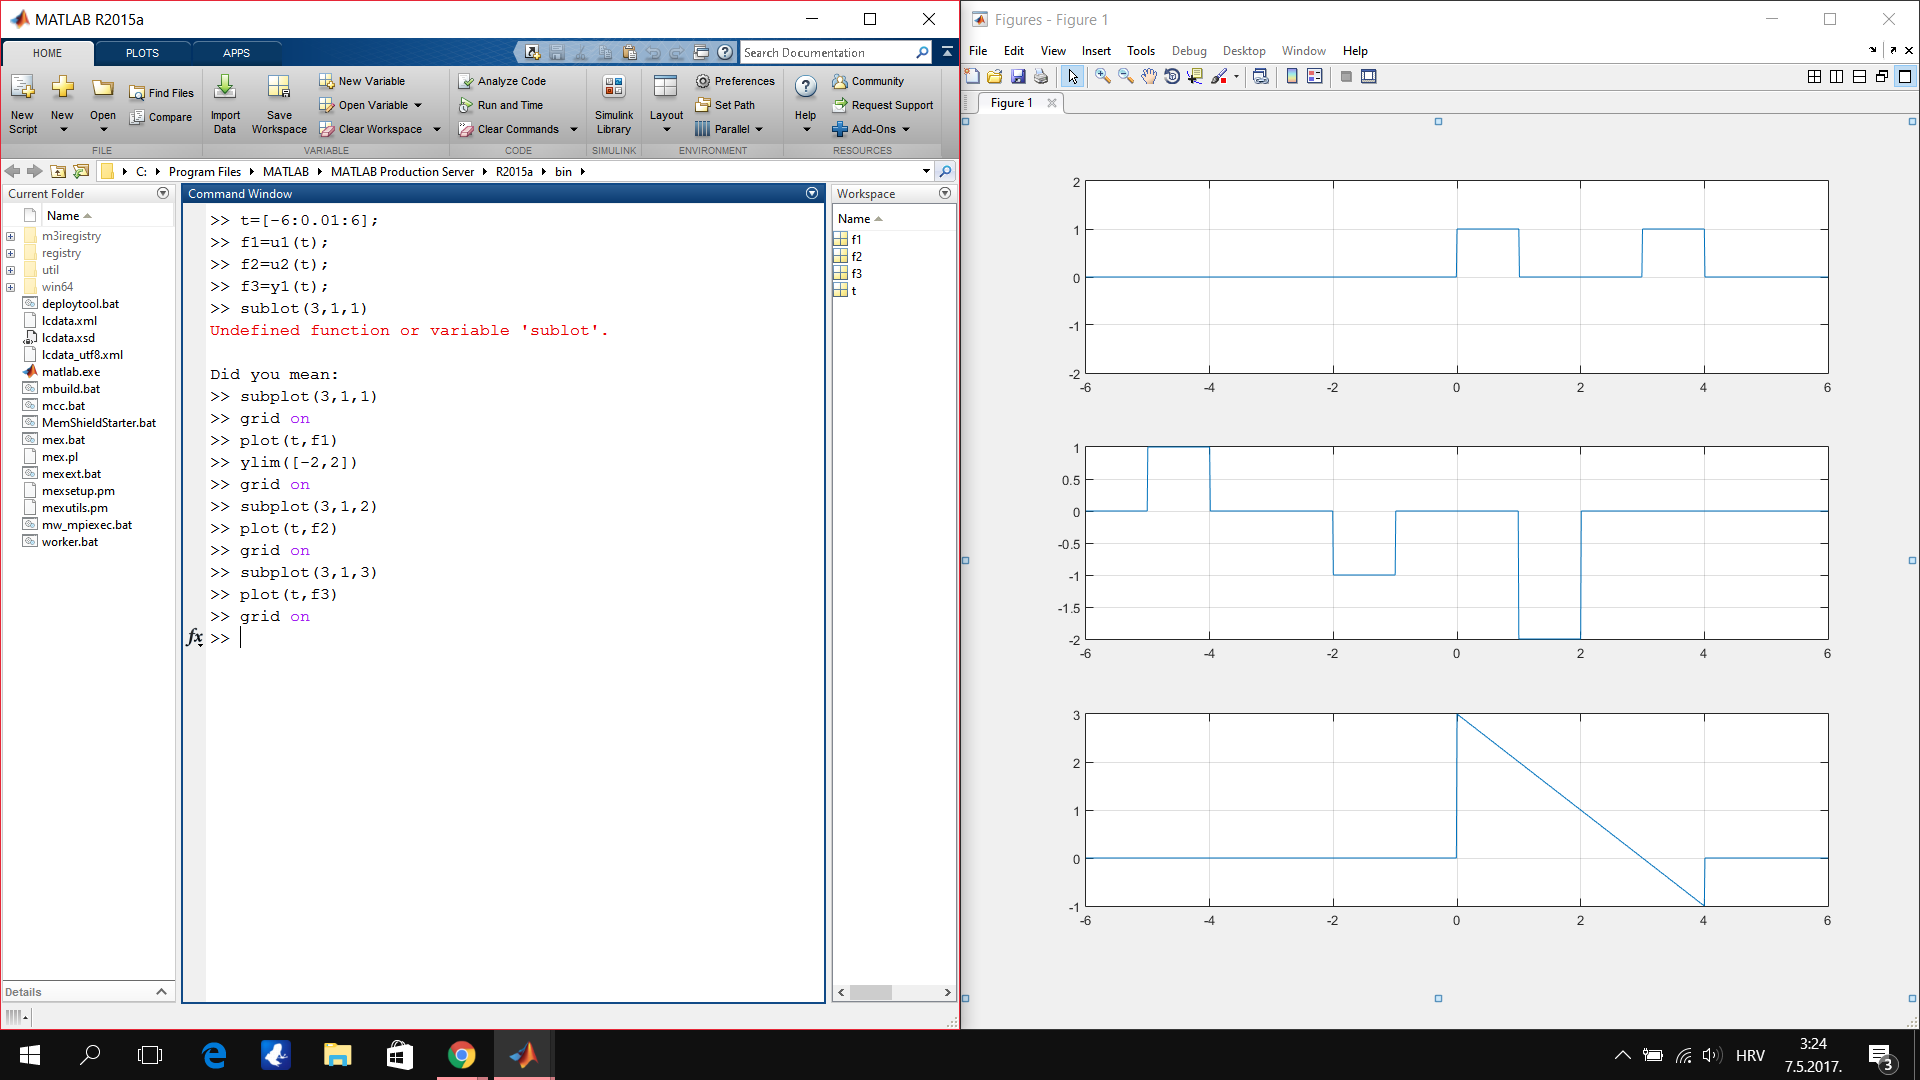 MATLAB R2015a
HOME PLOTS APPS
Search Documentation
New Script
New
Open
Find Files
Compare
FILE
Import Data
Save Workspace
New Variable
Open Variable
Clear Workspace
VARIABLE
Analyze Code
Run and Time
Clear Commands
CODE
Simulink Library
SIMULINK
Layout
Preferences
Set Path
Parallel
ENVIRONMENT
Help
Community
Request Support
Add-Ons
RESOURCES
C: Program Files MATLAB MATLAB Production Server R2015a bin
Current Folder
Name
m3iregistry
registry
util
win64
deploytool.bat
lcdata.xml
lcdata.xsd
lcdata_utf8.xml
matlab.exe
mbuild.bat
mcc.bat
MemShieldStarter.bat
mex.bat
mex.pl
mexext.bat
mexsetup.pm
mexutils.pm
mw_mpiexec.bat
worker.bat
Details
Command Window
>> t=[-6:0.01:6];
>> f1=u1(t);
>> f2=u2(t);
>> f3=y1(t);
>> sublot(3,1,1)
Undefined function or variable 'sublot'.
Did you mean:
>> subplot(3,1,1)
>> grid on
>> plot(t,f1)
>> ylim([-2,2])
>> grid on
>> subplot(3,1,2)
>> plot(t,f2)
>> grid on
>> subplot(3,1,3)
>> plot(t,f3)
>> grid on
fx >>
Workspace
Name
f1
f2
f3
t
Figures - Figure 1
File Edit View Insert Tools Debug Desktop Window Help
Figure 1
2
1
0
-1
-2
-6 -4 -2 0 2 4 6
1
0.5
0
-0.5
-1
-1.5
-2
-6 -4 -2 0 2 4 6
3
2
1
0
-1
-6 -4 -2 0 2 4 6
HRV
3:24
7.5.2017.
3